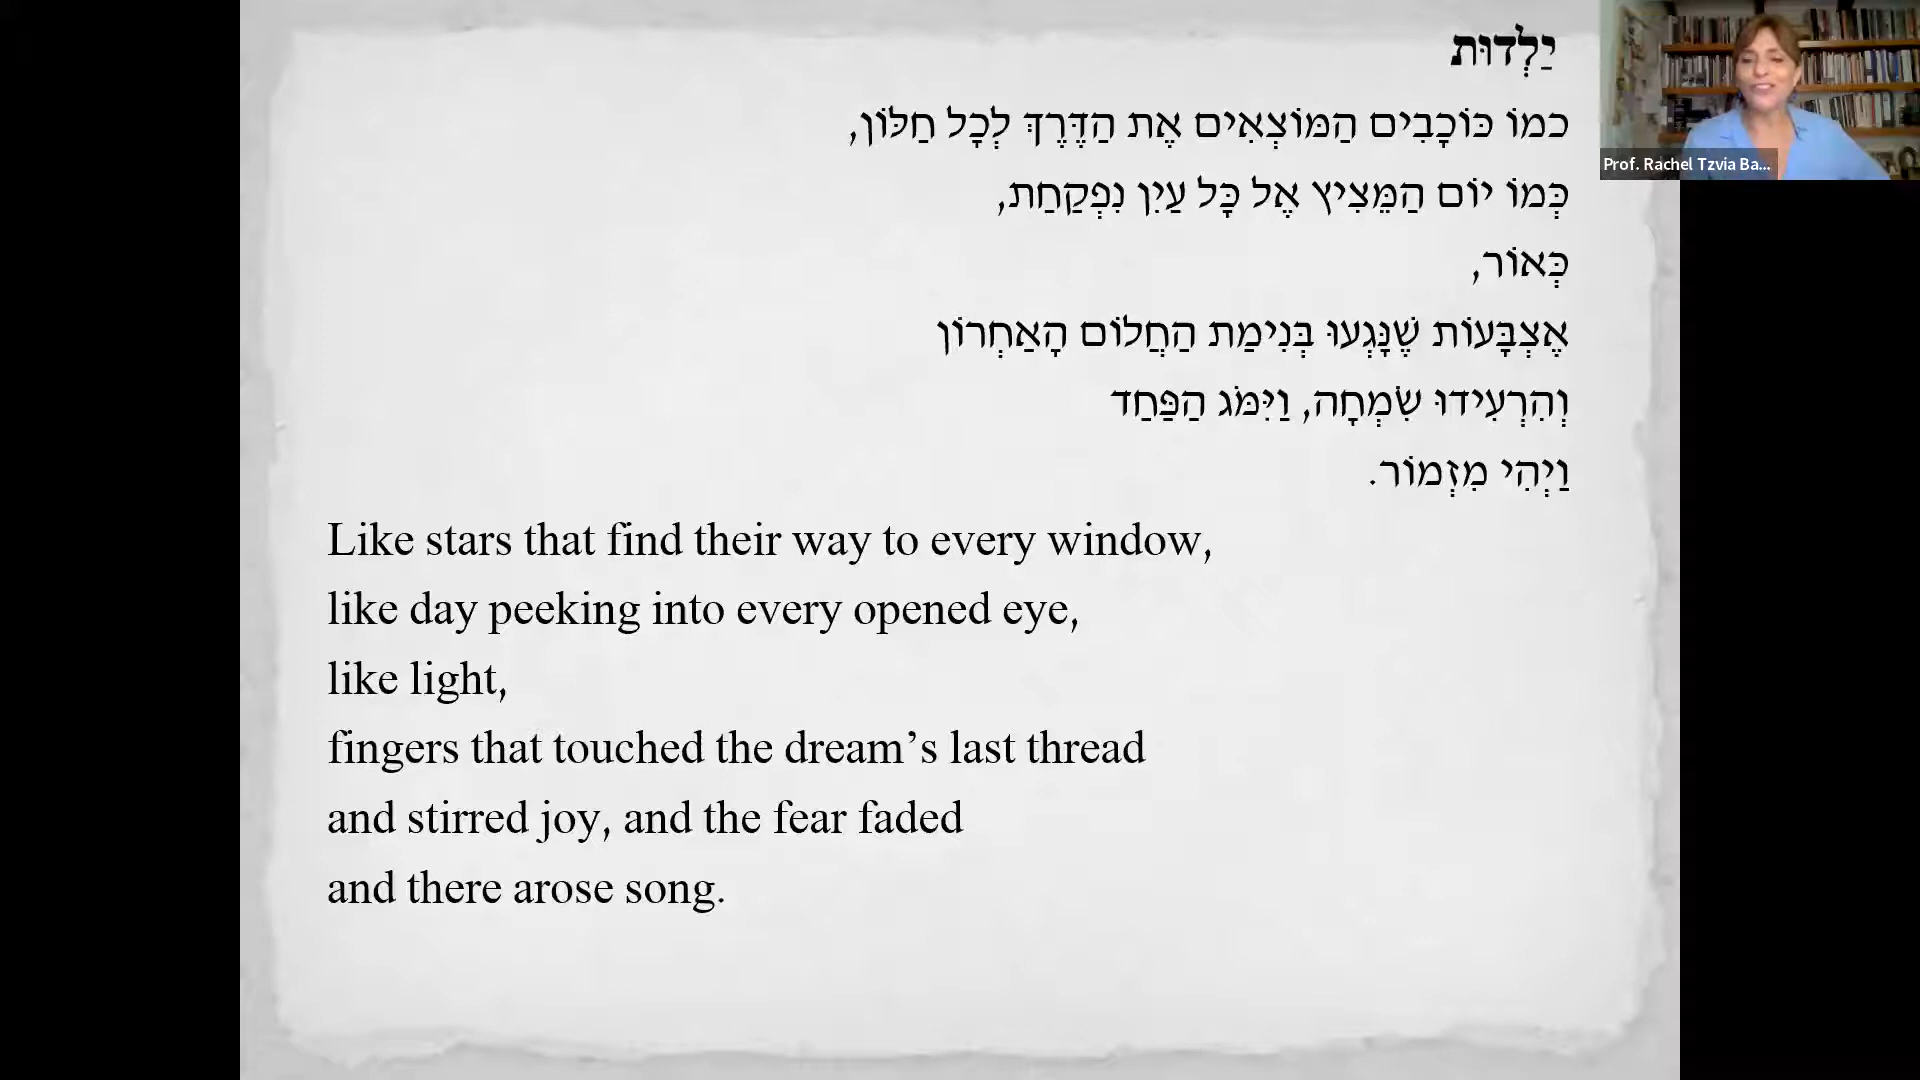 יַלְדוּת
כמוֹ כּוֹכָבִים הַמּוֹצְאִים אֶת הַדֶּרֶךְ לְכָל חַלּוֹן,
כְּמוֹ יוֹם הַמֵּצִיץ אֶל כָּל עַיִן נִפְקַחַת,
כְּאוֹר,
אֶצְבָּעוֹת שֶׁנָּגְעוּ בְּנִימַת הַחֲלוֹם הָאַחְרוֹן
וְהִרְעִידוּ שִׂמְחָה, וַיִּמֹּג הַפַּחַד
וַיְהִי מִזְמוֹר.
Like stars that find their way to every window,
like day peeking into every opened eye,
like light,
fingers that touched the dream’s last thread
and stirred joy, and the fear faded
and there arose song.
Prof. Rachel Tzvia Ba...